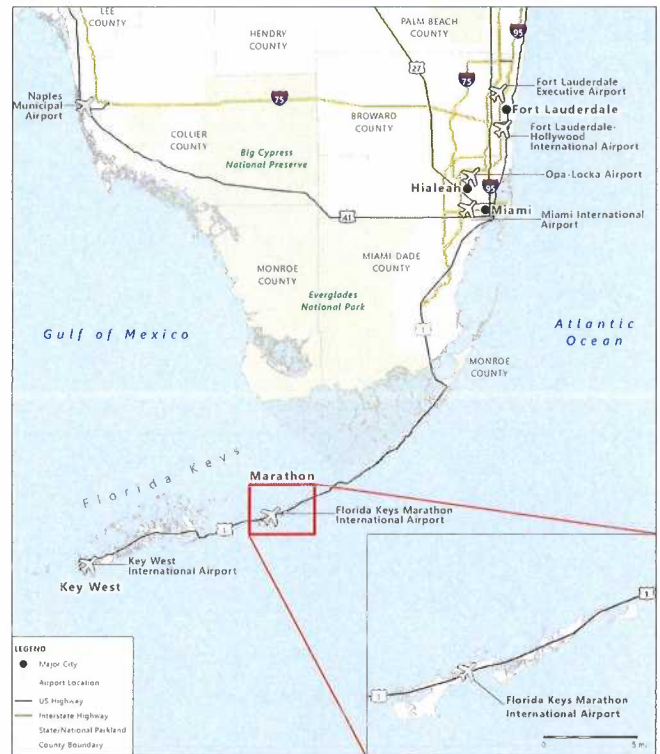 LEE
COUNTY
HENDRY
COUNTY
PALM BEACH
COUNTY
95
27
75
Fort Lauderdale
Executive Airport
Naples
Municipal
Airport
75
Fort Lauderdale
BROWARD
COUNTY
COLLIER
COUNTY
Fort Lauderdale-
Hollywood
International Airport
Big Cypress
National Preserve
Opa-Locka Airport
Hialeah
95
Miami
41
Miami International
Airport
MIAMI-DADE
COUNTY
MONROE
COUNTY
Everglades
National Park
Gulf of Mexico
1
Atlantic
Ocean
MONROE
COUNTY
Florida Keys
Marathon
Florida Keys Marathon
International Airport
1
Key West
International Airport
Key West
1
1
Florida Keys Marathon
International Airport
0 5 m.
LEGEND
Major City
Airport Location
US Highway
Interstate Highway
State/National Parkland
County Boundary